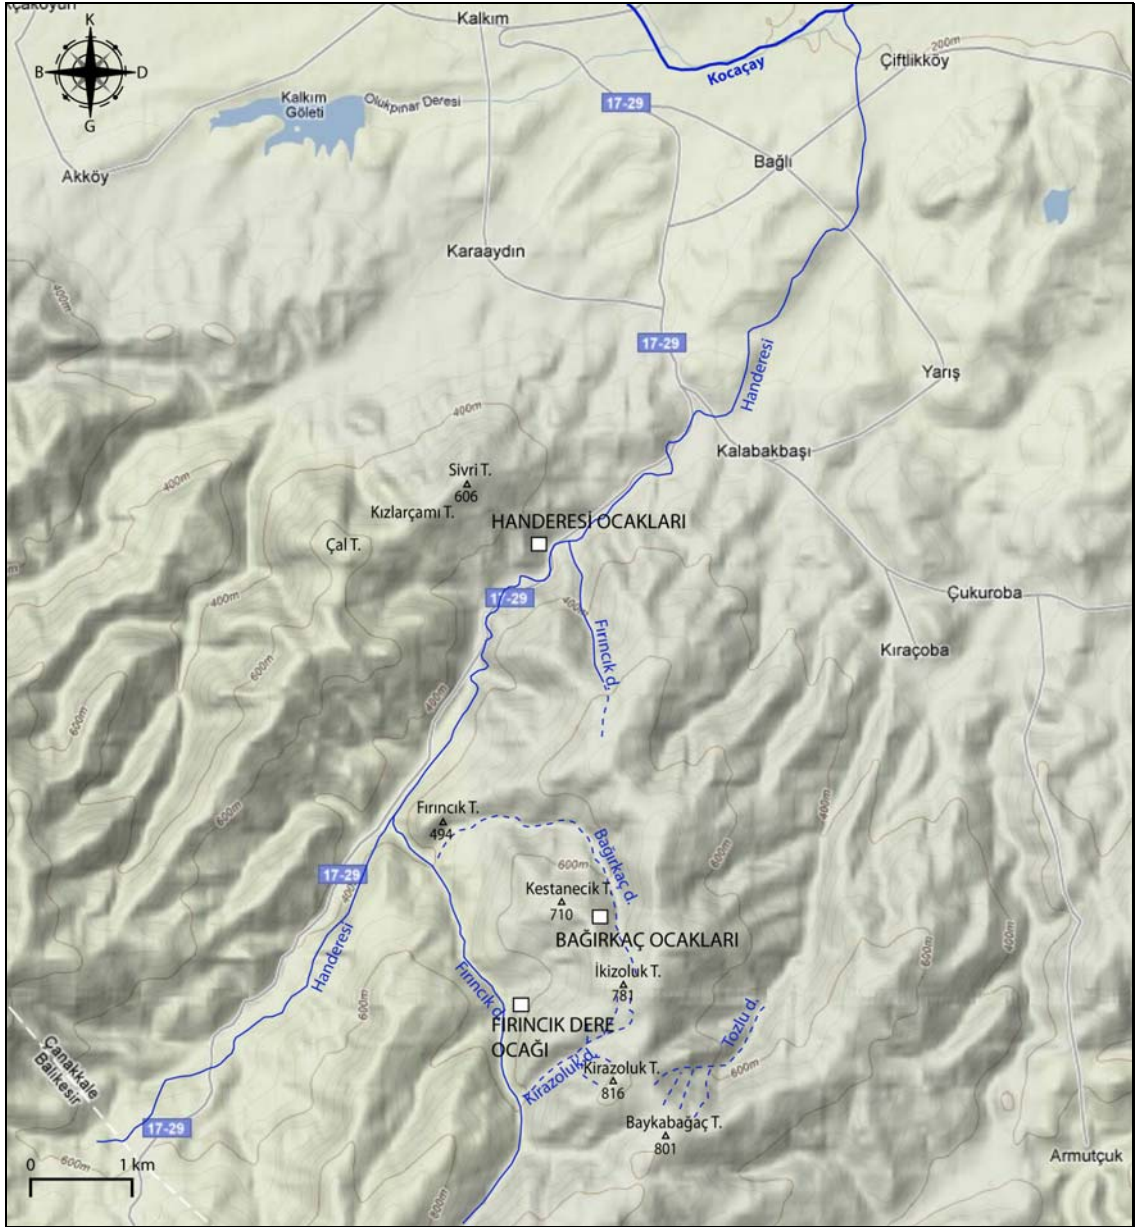 Kalkım
K
B
D
G
Kocaçay
200m
Çiftlikköy
Kalkım
Göleti
Olukpınar Deresi
17-29
Bağlı
Akköy
Karaaydın
400m
17-29
Handeresi
Yarış
400m
Kalabakbaşı
Sivri T.
606
400m
Kızlarçamı T.
HANDERESİ OCAKLARI
Çal T.
17-29
400m
400m
Çukuroba
Fırıncık d.
Kıraçoba
600m
400m
600m
600m
400m
Fırıncık T.
494
Bağırkaç d.
600m
600m
17-29
400m
Kestanecik T.
710
BAĞIRKAÇ OCAKLARI
Handeresi
400m
600m
Fırıncık d.
İkizoluk T.
781
600m
FIRINCIK DERE
OCAĞI
Tozlu d.
Kirazoluk d.
Kirazoluk T.
816
600m
Çanakkale
Balıkesir
17-29
Baykabağaç T.
801
Armutçuk
0
1 km
600m
600m